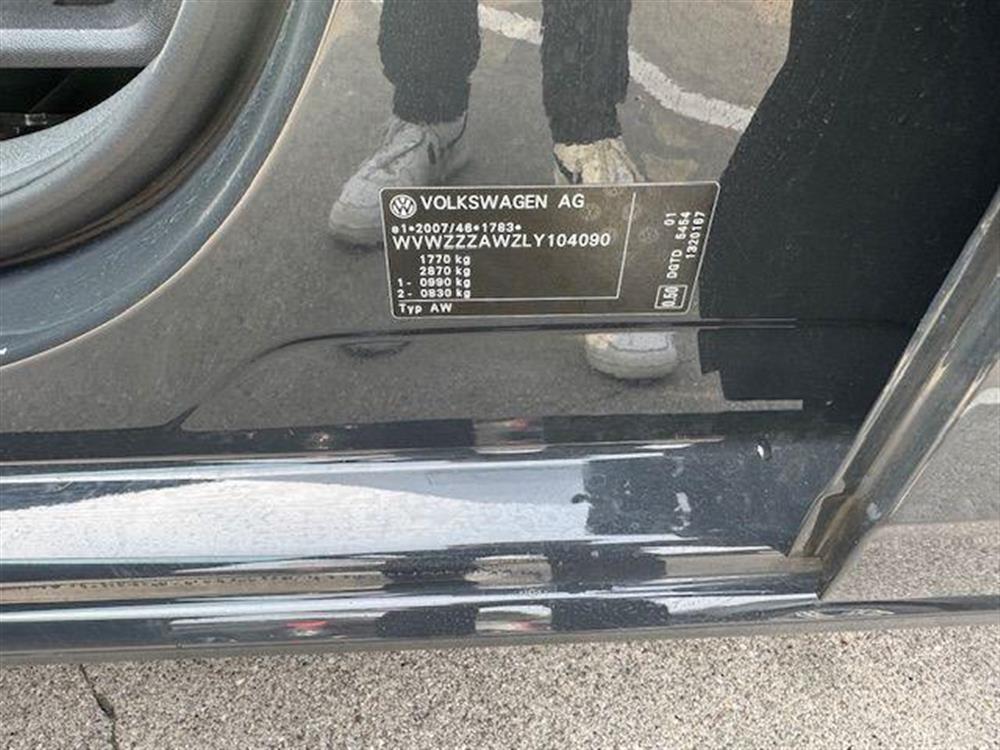 VOLKSWAGEN AG
e1*2007/46*1783*
WVWZZZAWZLY104090
1770 kg
2870 kg
1 - 0990 kg
2 - 0830 kg
Typ AW
01
DGTD 5454
1320167
0.50